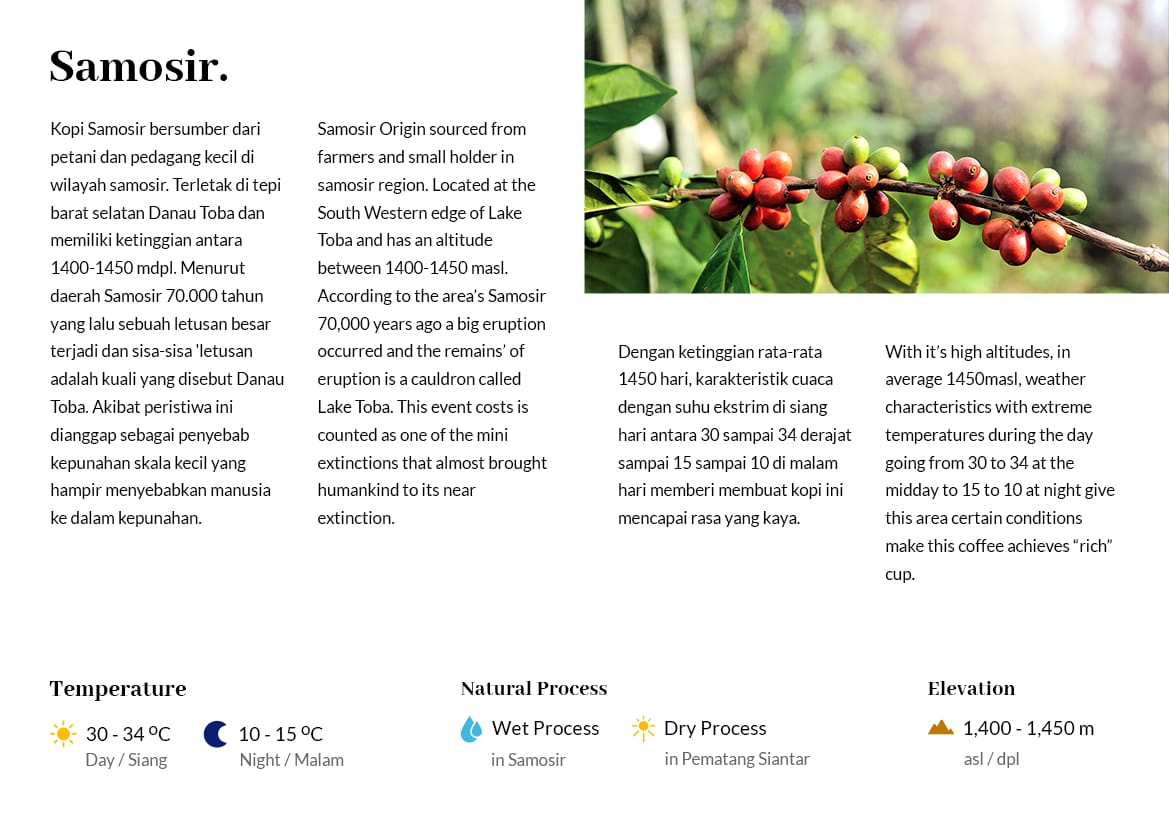 Samosir.
Kopi Samosir bersumber dari
petani dan pedagang kecil di
wilayah samosir. Terletak di tepi
barat selatan Danau Toba dan
memiliki ketinggian antara
1400-1450 mdpl. Menurut
daerah Samosir 70.000 tahun
yang lalu sebuah letusan besar
terjadi dan sisa-sisa 'letusan
adalah kuali yang disebut Danau
Toba. Akibat peristiwa ini
dianggap sebagai penyebab
kepunahan skala kecil yang
hampir menyebabkan manusia
ke dalam kepunahan.
Samosir Origin sourced from
farmers and small holder in
samosir region. Located at the
South Western edge of Lake
Toba and has an altitude
between 1400-1450 masl.
According to the area’s Samosir
70,000 years ago a big eruption
occurred and the remains’ of
eruption is a cauldron called
Lake Toba. This event costs is
counted as one of the mini
extinctions that almost brought
humankind to its near
extinction.
Dengan ketinggian rata-rata
1450 hari, karakteristik cuaca
dengan suhu ekstrim di siang
hari antara 30 sampai 34 derajat
sampai 15 sampai 10 di malam
hari memberi membuat kopi ini
mencapai rasa yang kaya.
With it’s high altitudes, in
average 1450masl, weather
characteristics with extreme
temperatures during the day
going from 30 to 34 at the
midday to 15 to 10 at night give
this area certain conditions
make this coffee achieves “rich”
cup.
Temperature
30 - 34 ºC
Day / Siang
10 - 15 ºC
Night / Malam
Natural Process
Wet Process
in Samosir
Dry Process
in Pematang Siantar
Elevation
1,400 - 1,450 m
asl / dpl